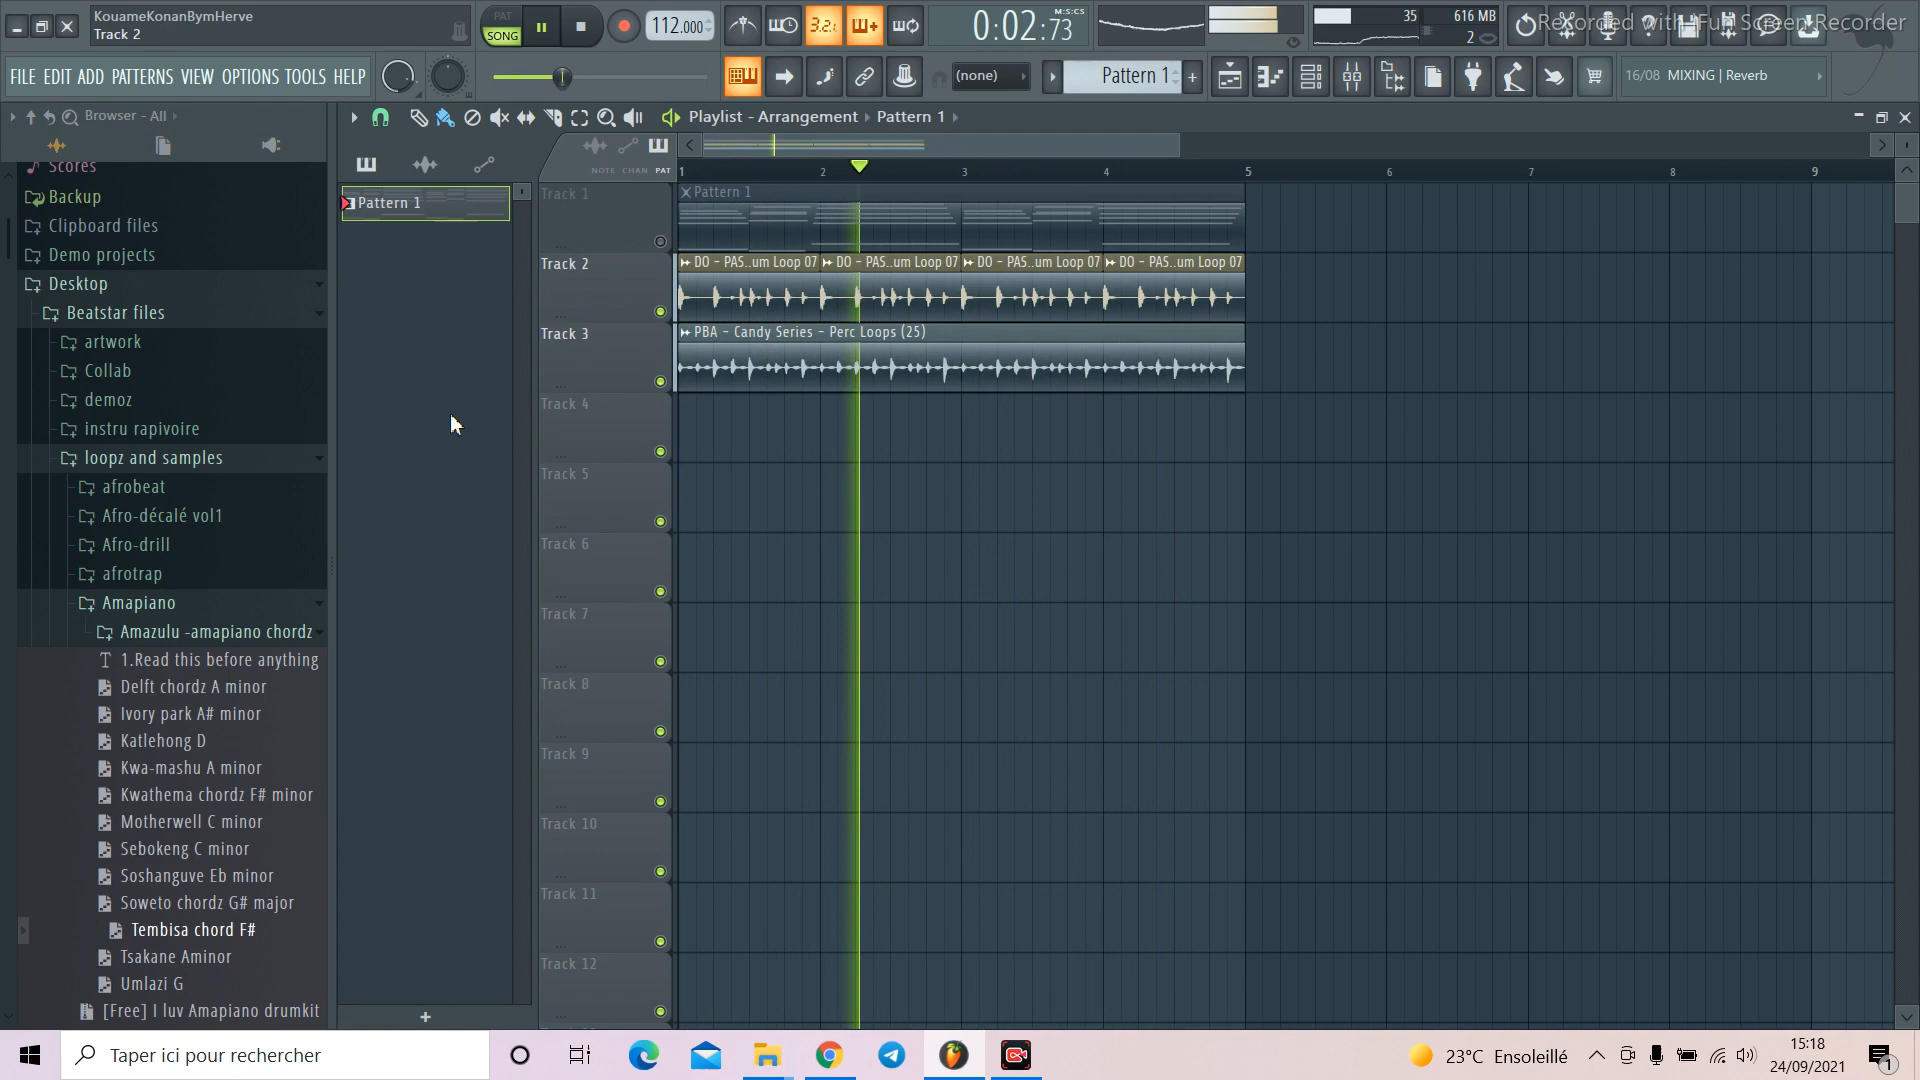 KouameKonanBymHerve
Track 2
PAT
SONG
112.000
3.2.
0:02:73
M:S:CS
35
616 MB
2
Recorded with iFun Screen Recorder
FILE EDIT ADD PATTERNS VIEW OPTIONS TOOLS HELP
(none)
Pattern 1
16/08 MIXING | Reverb
Browser - All
Playlist - Arrangement
Pattern 1
NOTE CHAN PAT
1 2 3 4 5 6 7 8 9
Scores
Backup
Clipboard files
Demo projects
Desktop
Beatstar files
artwork
Collab
demoz
instru rapivoire
loopz and samples
afrobeat
Afro-décalé vol1
Afro-drill
afrotrap
Amapiano
Amazulu -amapiano chordz
1.Read this before anything
Delft chordz A minor
Ivory park A# minor
Katlehong D
Kwa-mashu A minor
Kwathema chordz F# minor
Motherwell C minor
Sebokeng C minor
Soshanguve Eb minor
Soweto chordz G# major
Tembisa chord F#
Tsakane Aminor
Umlazi G
[Free] I luv Amapiano drumkit
Pattern 1
Track 1
Pattern 1
Track 2
DO - PAS..um Loop 07
DO - PAS..um Loop 07
DO - PAS..um Loop 07
DO - PAS..um Loop 07
Track 3
PBA - Candy Series - Perc Loops (25)
Track 4
Track 5
Track 6
Track 7
Track 8
Track 9
Track 10
Track 11
Track 12
Taper ici pour rechercher
23°C Ensoleillé
15:18
24/09/2021
1